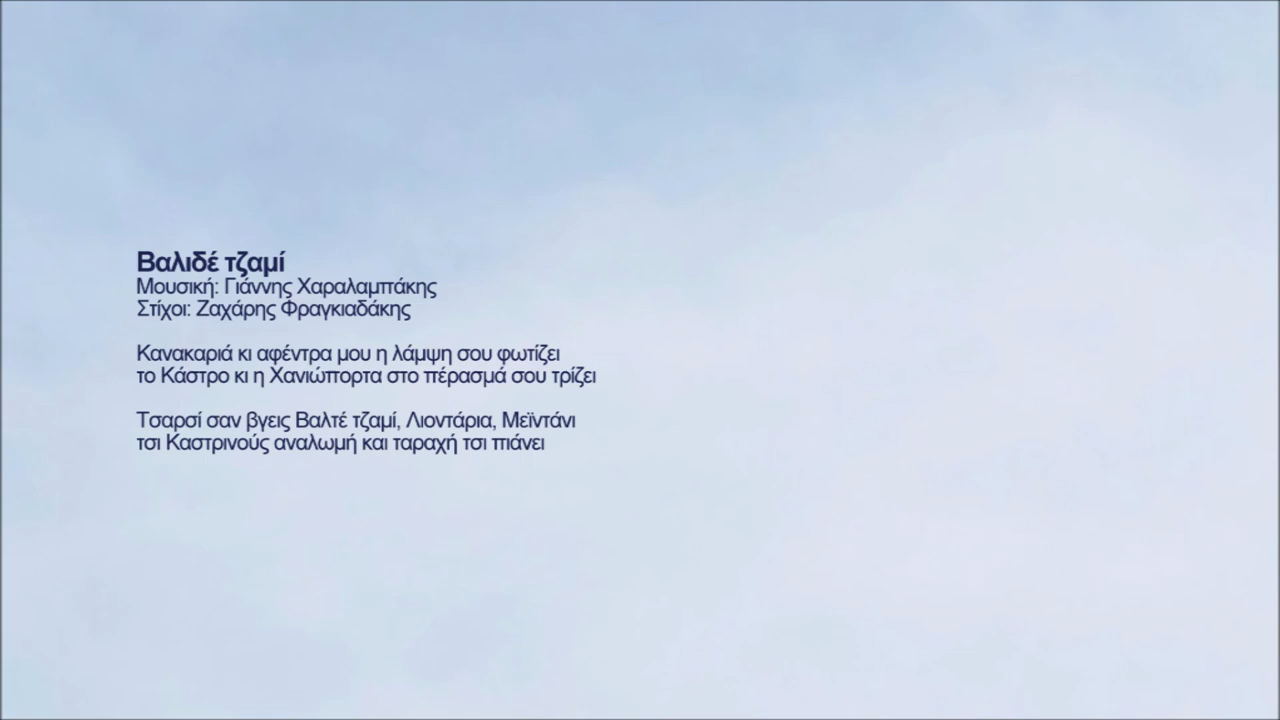 Βαλιδέ τζαμί
Μουσική: Γιάννης Χαραλαμπάκης
Στίχοι: Ζαχάρης Φραγκιαδάκης
Κανακαριά κι αφέντρα μου η λάμψη σου φωτίζει
το Κάστρο κι η Χανιώπορτα στο πέρασμά σου τρίζει
Τσαρσί σαν βγεις Βαλτέ τζαμί, Λιοντάρια, Μεϊντάνι
τσι Καστρινούς αναλωμή και ταραχή τσι πιάνει